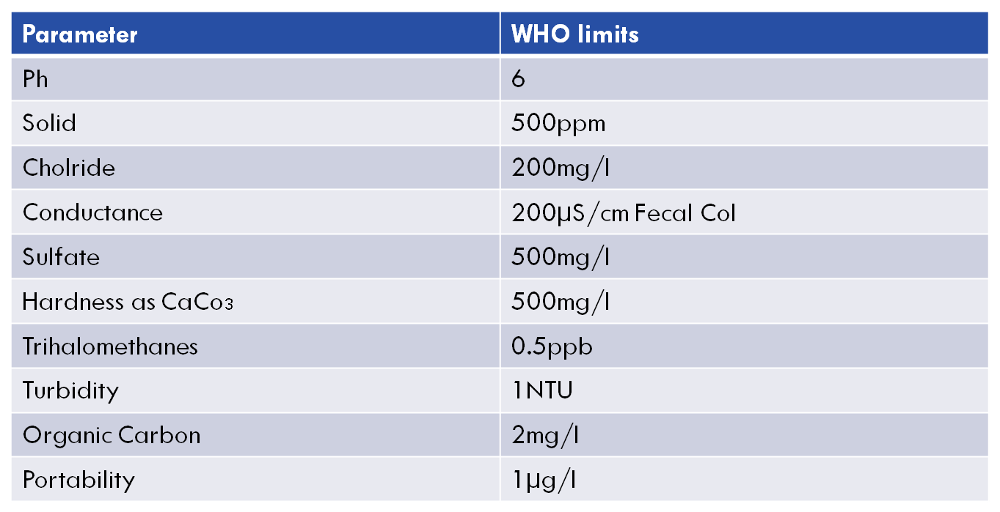 Parameter WHO limits
Ph 6
Solid 500ppm
Cholride 200mg/l
Conductance 200µS/cm Fecal Col
Sulfate 500mg/l
Hardness as CaCo₃ 500mg/l
Trihalomethanes 0.5ppb
Turbidity 1NTU
Organic Carbon 2mg/l
Portability 1µg/l